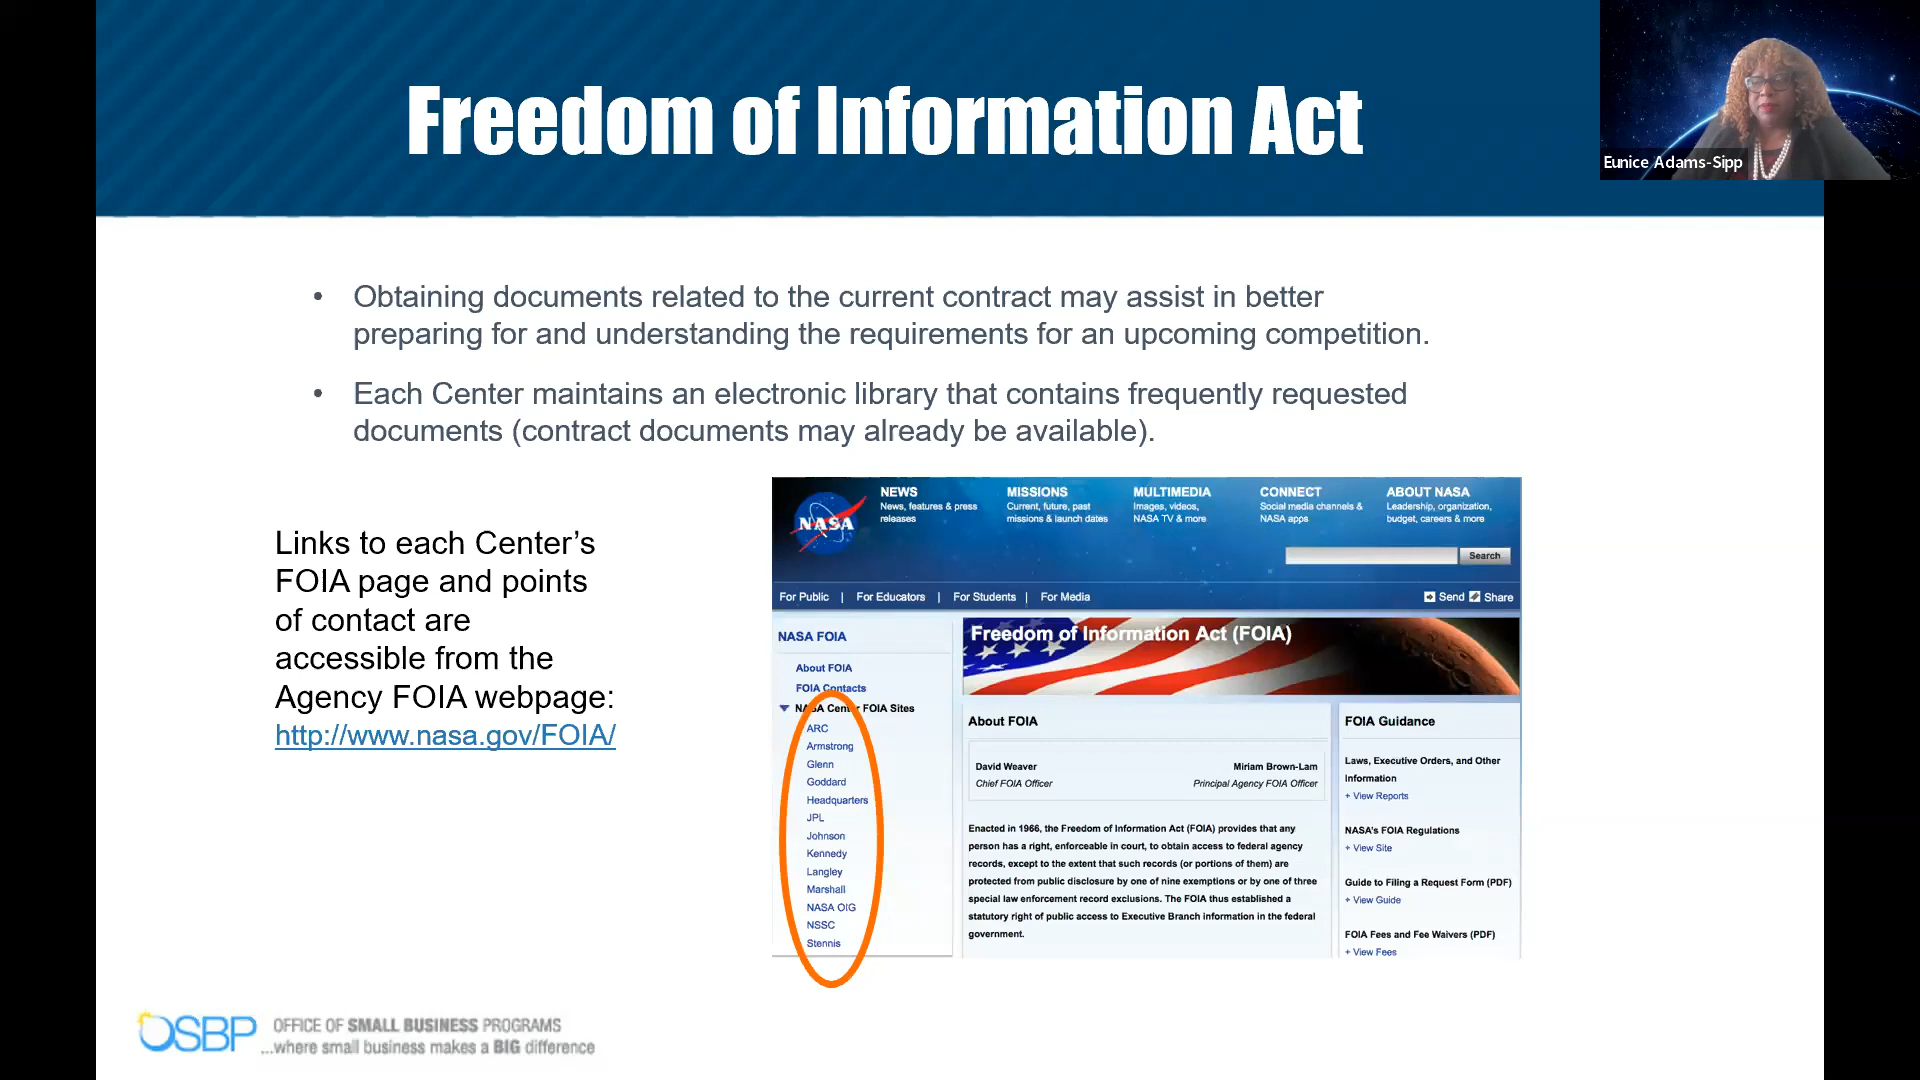 Freedom of Information Act
Eunice Adams-Sipp
• Obtaining documents related to the current contract may assist in better
preparing for and understanding the requirements for an upcoming competition.
• Each Center maintains an electronic library that contains frequently requested
documents (contract documents may already be available).
Links to each Center’s
FOIA page and points
of contact are
accessible from the
Agency FOIA webpage:
http://www.nasa.gov/FOIA/
NASA
NEWS
News, features & press
releases
MISSIONS
Current, future, past
missions & launch dates
MULTIMEDIA
Images, videos,
NASA TV & more
CONNECT
Social media channels &
NASA apps
ABOUT NASA
Leadership, organization,
budget, careers & more
Search
For Public | For Educators | For Students | For Media
Send Share
NASA FOIA
About FOIA
FOIA Contacts
NASA Center FOIA Sites
ARC
Armstrong
Glenn
Goddard
Headquarters
JPL
Johnson
Kennedy
Langley
Marshall
NASA OIG
NSSC
Stennis
Freedom of Information Act (FOIA)
About FOIA
David Weaver
Chief FOIA Officer
Miriam Brown-Lam
Principal Agency FOIA Officer
Enacted in 1966, the Freedom of Information Act (FOIA) provides that any
person has a right, enforceable in court, to obtain access to federal agency
records, except to the extent that such records (or portions of them) are
protected from public disclosure by one of nine exemptions or by one of three
special law enforcement record exclusions. The FOIA thus established a
statutory right of public access to Executive Branch information in the federal
government.
FOIA Guidance
Laws, Executive Orders, and Other
Information
+ View Reports
NASA's FOIA Regulations
+ View Site
Guide to Filing a Request Form (PDF)
+ View Guide
FOIA Fees and Fee Waivers (PDF)
+ View Fees
OSBP
OFFICE OF SMALL BUSINESS PROGRAMS
...where small business makes a BIG difference